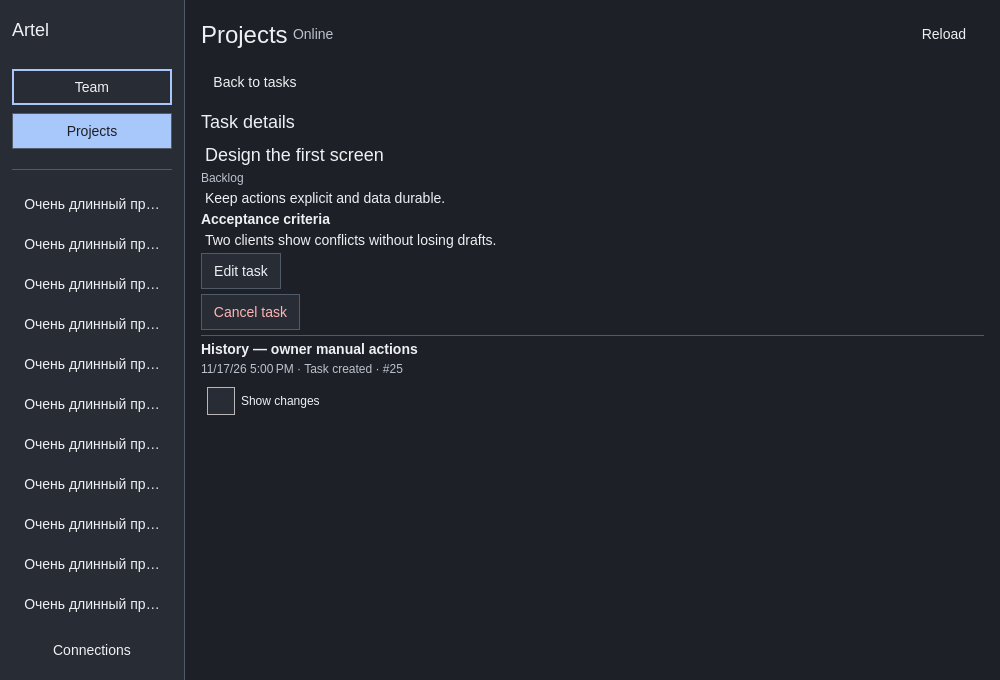 Artel
Team
Projects
Очень длинный пр…
Очень длинный пр…
Очень длинный пр…
Очень длинный пр…
Очень длинный пр…
Очень длинный пр…
Очень длинный пр…
Очень длинный пр…
Очень длинный пр…
Очень длинный пр…
Очень длинный пр…
Connections
Projects Online
Reload
Back to tasks
Task details
Design the first screen
Backlog
Keep actions explicit and data durable.
Acceptance criteria
Two clients show conflicts without losing drafts.
Edit task
Cancel task
History — owner manual actions
11/17/26 5:00 PM · Task created · #25
Show changes